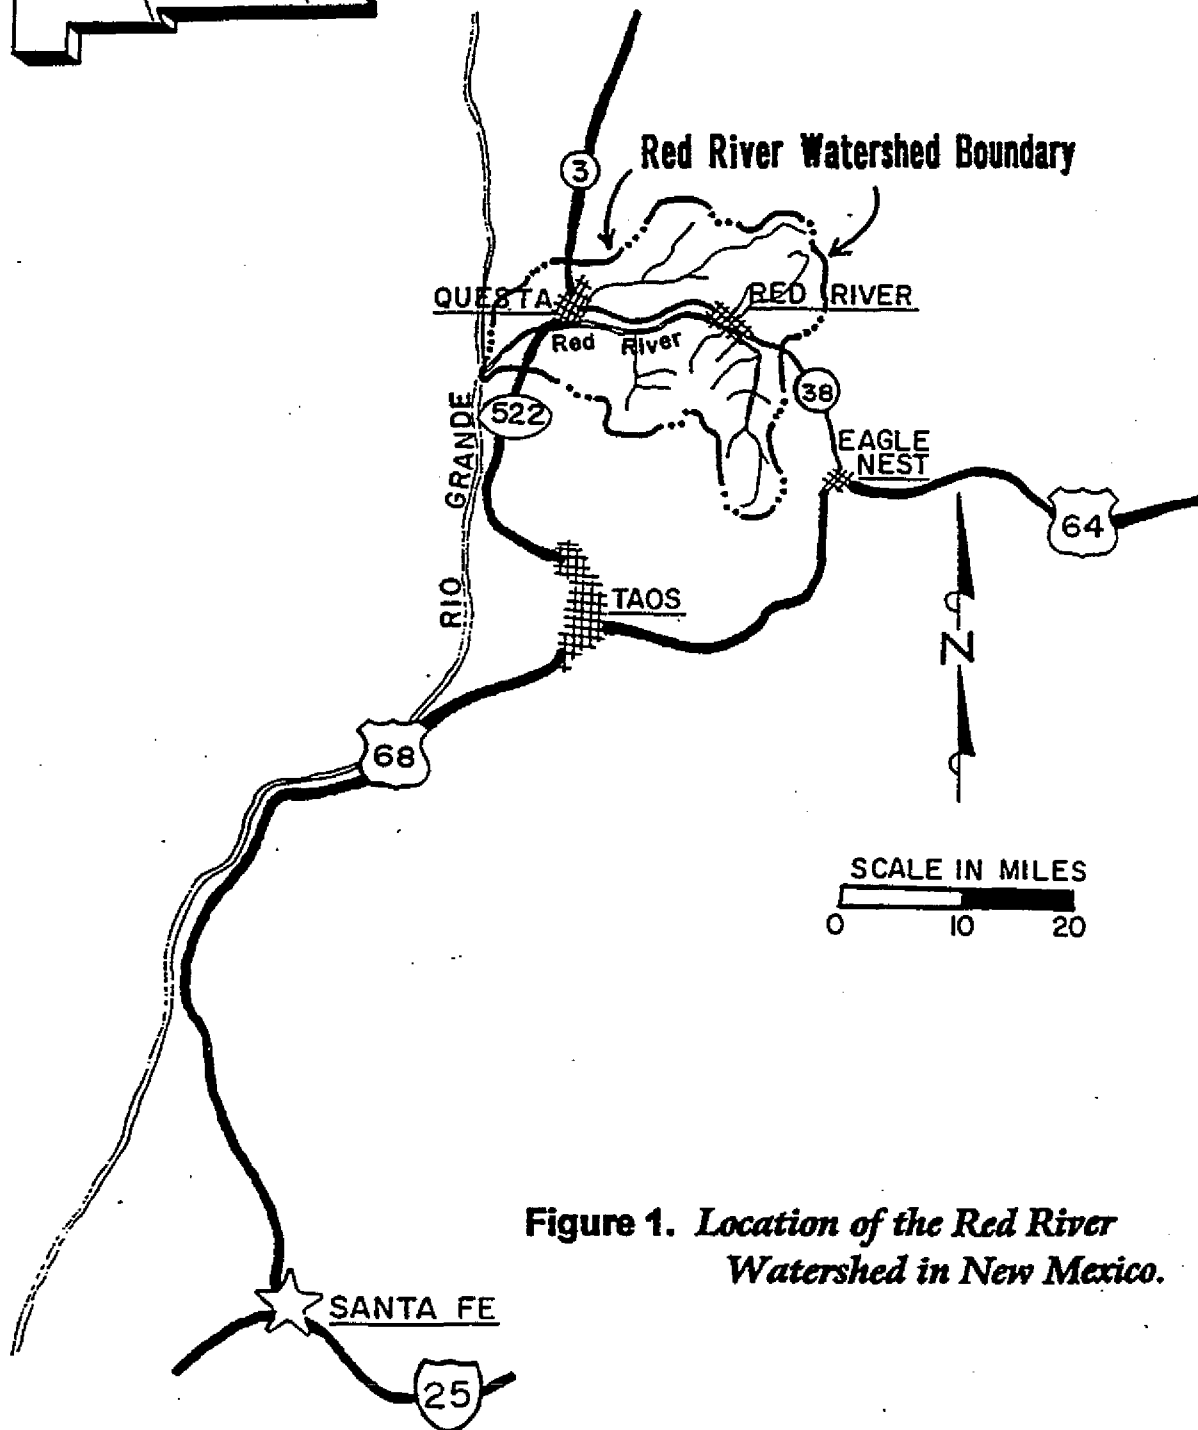 Red River Watershed Boundary
3
QUESTA
RED RIVER
Red River
38
522
EAGLE
NEST
64
RIO GRANDE
TAOS
N
68
SCALE IN MILES
0 10 20
Figure 1. Location of the Red River
Watershed in New Mexico.
SANTA FE
25